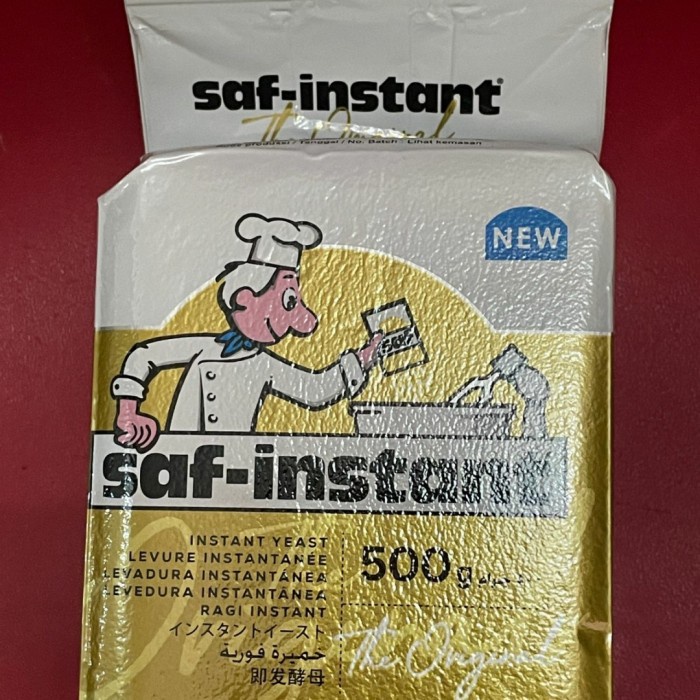 saf-instant
The Original
/ Tanggal / No. Batch : Lihat kemasan
NEW
saf-instant
INSTANT YEAST
LEVURE INSTANTANÉE
LEVADURA INSTANTÁNEA
LEVEDURA INSTANTÂNEA
RAGI INSTANT
インスタントイースト
خميرة فورية
即发酵母
500g
The Original